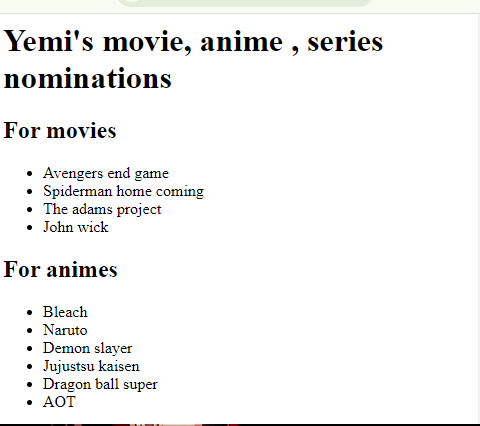 Yemi's movie, anime , series
nominations
For movies
Avengers end game
Spiderman home coming
The adams project
John wick
For animes
Bleach
Naruto
Demon slayer
Jujustsu kaisen
Dragon ball super
AOT